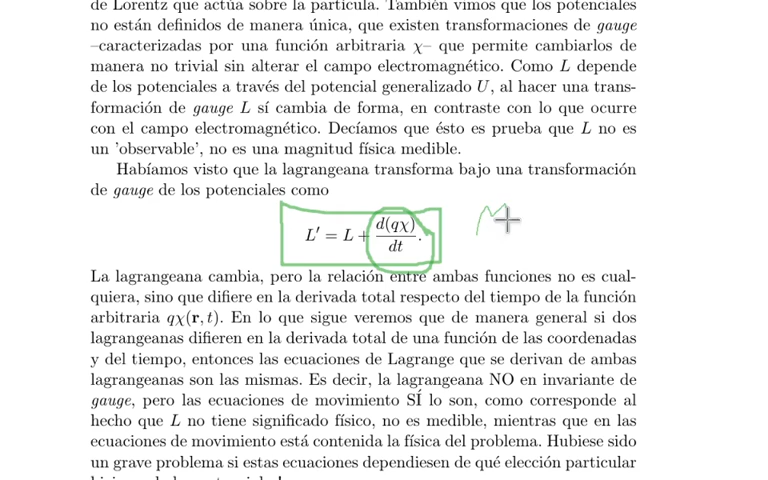 de Lorentz que actúa sobre la partícula. También vimos que los potenciales
no están definidos de manera única, que existen transformaciones de gauge
–caracterizadas por una función arbitraria χ– que permite cambiarlos de
manera no trivial sin alterar el campo electromagnético. Como L depende
de los potenciales a través del potencial generalizado U, al hacer una trans-
formación de gauge L sí cambia de forma, en contraste con lo que ocurre
con el campo electromagnético. Decíamos que ésto es prueba que L no es
un 'observable', no es una magnitud física medible.
Habíamos visto que la lagrangeana transforma bajo una transformación
de gauge de los potenciales como
L′ = L + d(qχ)/dt.
La lagrangeana cambia, pero la relación entre ambas funciones no es cual-
quiera, sino que difiere en la derivada total respecto del tiempo de la función
arbitraria qχ(r, t). En lo que sigue veremos que de manera general si dos
lagrangeanas difieren en la derivada total de una función de las coordenadas
y del tiempo, entonces las ecuaciones de Lagrange que se derivan de ambas
lagrangeanas son las mismas. Es decir, la lagrangeana NO en invariante de
gauge, pero las ecuaciones de movimiento SÍ lo son, como corresponde al
hecho que L no tiene significado físico, no es medible, mientras que en las
ecuaciones de movimiento está contenida la física del problema. Hubiese sido
un grave problema si estas ecuaciones dependiesen de qué elección particular